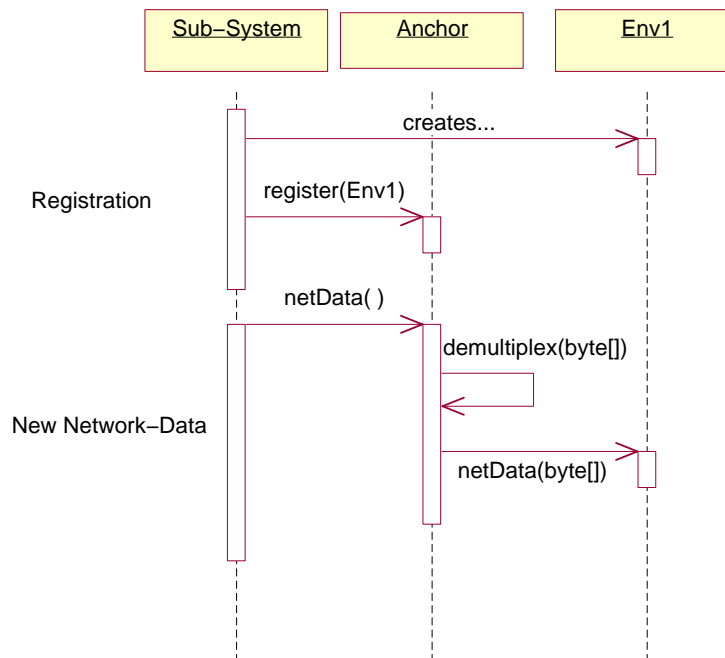 Sub−System
Anchor
Env1
creates...
Registration
register(Env1)
netData( )
demultiplex(byte[])
New Network−Data
netData(byte[])